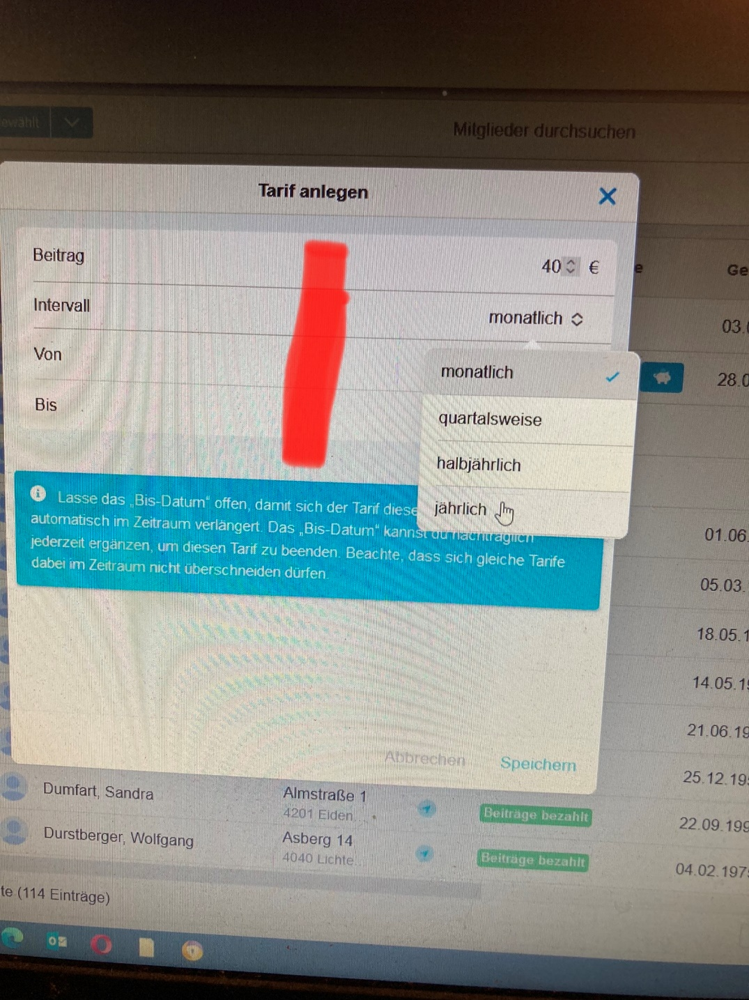 ewählt
Mitglieder durchsuchen
Tarif anlegen
Beitrag
40 €
e
Ge
Intervall
monatlich
03.
Von
monatlich
28.0
Bis
quartalsweise
halbjährlich
jährlich
Lasse das „Bis-Datum“ offen, damit sich der Tarif diese
automatisch im Zeitraum verlängert. Das „Bis-Datum“ kannst du nachträglich
jederzeit ergänzen, um diesen Tarif zu beenden. Beachte, dass sich gleiche Tarife
dabei im Zeitraum nicht überschneiden dürfen.
01.06.
05.03.
18.05.1
14.05.19
21.06.19
Abbrechen
Speichern
25.12.19
Dumfart, Sandra
Almstraße 1
4201 Eiden...
Beiträge bezahlt
22.09.199
Durstberger, Wolfgang
Asberg 14
4040 Lichte...
Beiträge bezahlt
04.02.197
te (114 Einträge)